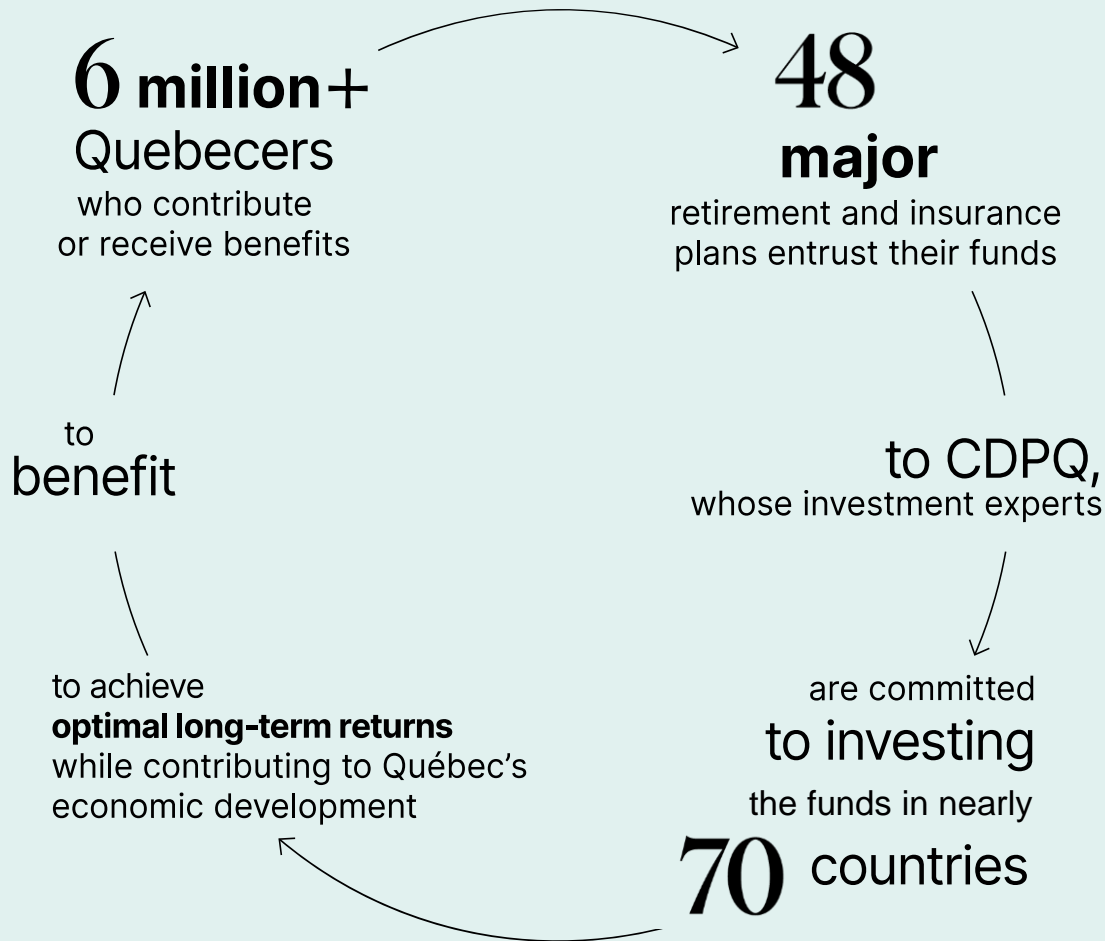 6 million+
Quebecers
who contribute
or receive benefits
48
major
retirement and insurance
plans entrust their funds
to CDPQ,
whose investment experts
are committed
to investing
the funds in nearly
70 countries
to achieve
optimal long-term returns
while contributing to Québec’s
economic development
to
benefit